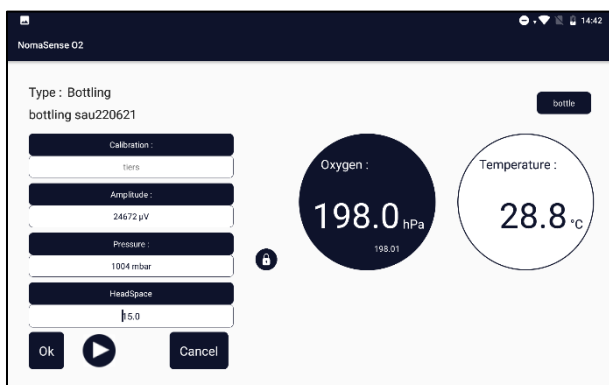 14:42
NomaSense O2
Type : Bottling
bottling sau220621
bottle
Calibration :
tiers
Amplitude :
24672 µV
Pressure :
1004 mbar
HeadSpace
15.0
Ok
Cancel
Oxygen :
198.0 hPa
198.01
Temperature :
28.8 °C